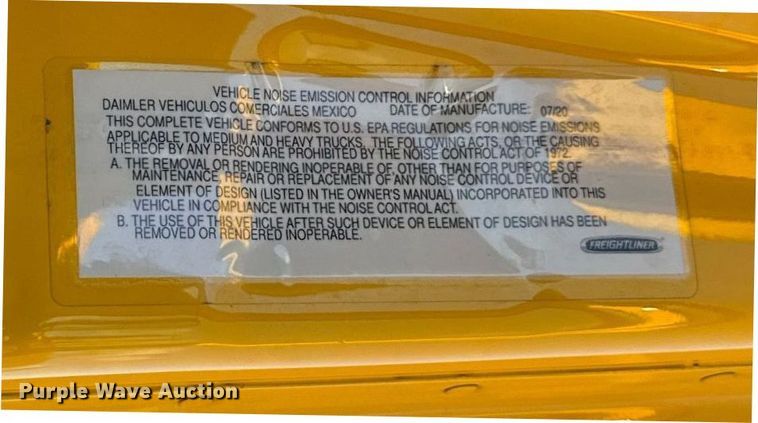 VEHICLE NOISE EMISSION CONTROL INFORMATION
DAIMLER VEHICULOS COMERCIALES MEXICO DATE OF MANUFACTURE: 07/20
THIS COMPLETE VEHICLE CONFORMS TO U.S. EPA REGULATIONS FOR NOISE EMISSIONS
APPLICABLE TO MEDIUM AND HEAVY TRUCKS. THE FOLLOWING ACTS, OR THE CAUSING
THEREOF BY ANY PERSON ARE PROHIBITED BY THE NOISE CONTROL ACT OF 1972.
A. THE REMOVAL OR RENDERING INOPERABLE OF, OTHER THAN FOR PURPOSES OF
MAINTENANCE, REPAIR OR REPLACEMENT OF ANY NOISE CONTROL DEVICE OR
ELEMENT OF DESIGN (LISTED IN THE OWNER'S MANUAL) INCORPORATED INTO THIS
VEHICLE IN COMPLIANCE WITH THE NOISE CONTROL ACT.
B. THE USE OF THIS VEHICLE AFTER SUCH DEVICE OR ELEMENT OF DESIGN HAS BEEN
REMOVED OR RENDERED INOPERABLE.
FREIGHTLINER
Purple Wave Auction